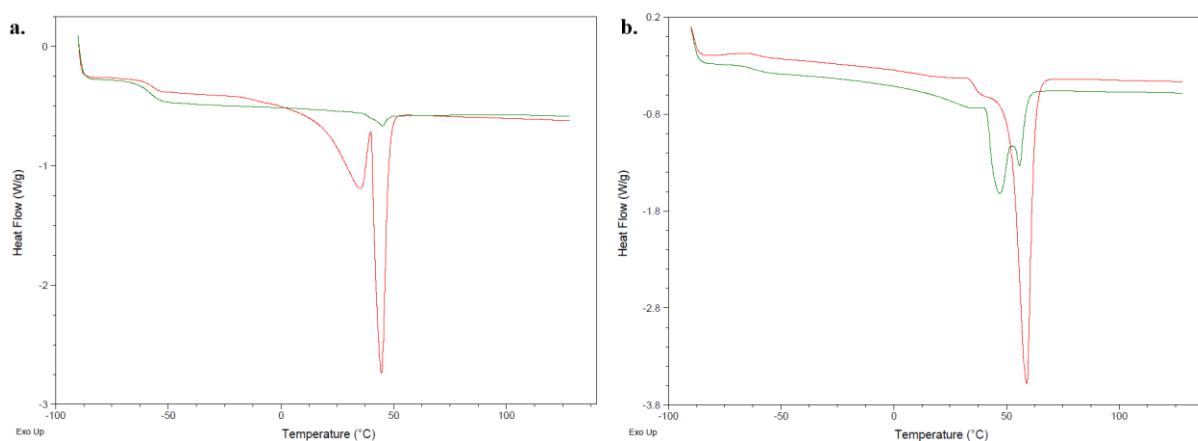 a.
0
-1
-2
-3
Heat Flow (W/g)
-100
-50
0
50
100
Exo Up
Temperature (°C)
b.
0.2
-0.8
-1.8
-2.8
-3.8
Heat Flow (W/g)
-100
-50
0
50
100
Exo Up
Temperature (°C)